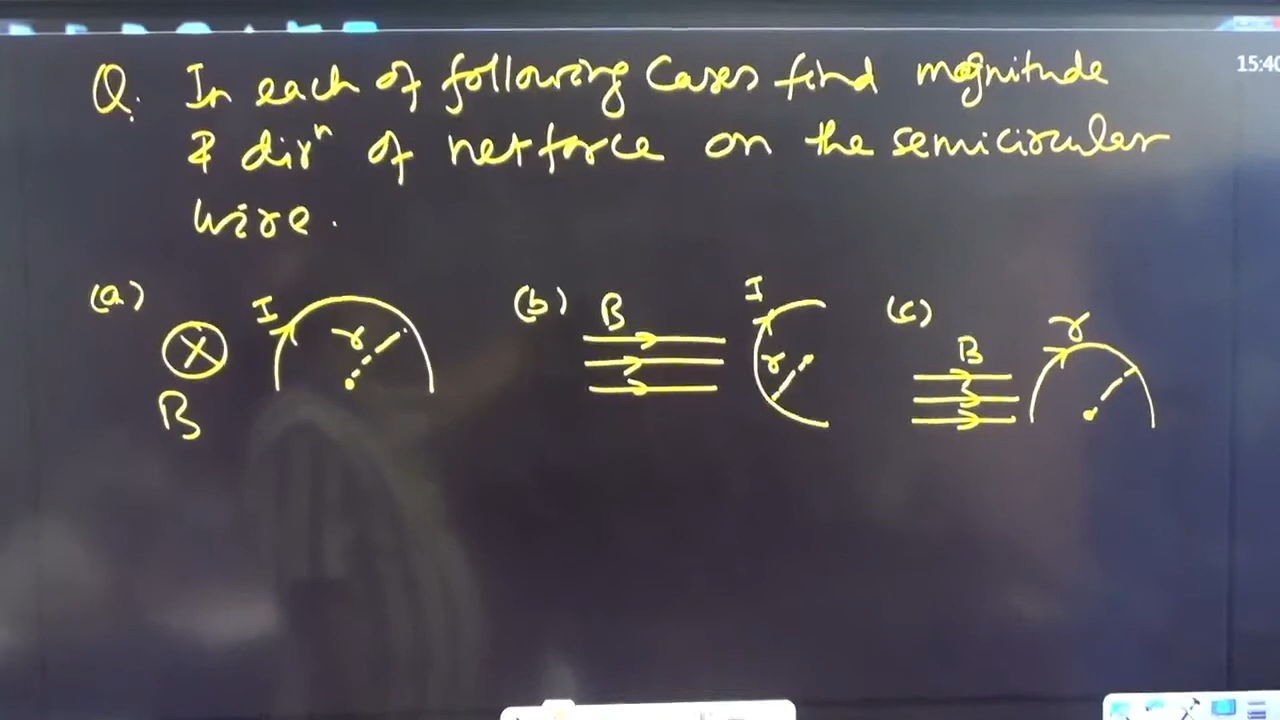 Q. In each of following Cases find magnitude
& dirⁿ of net force on the semicircular
wire.
(a) I r B
(b) B I r
(c) B r
15:40